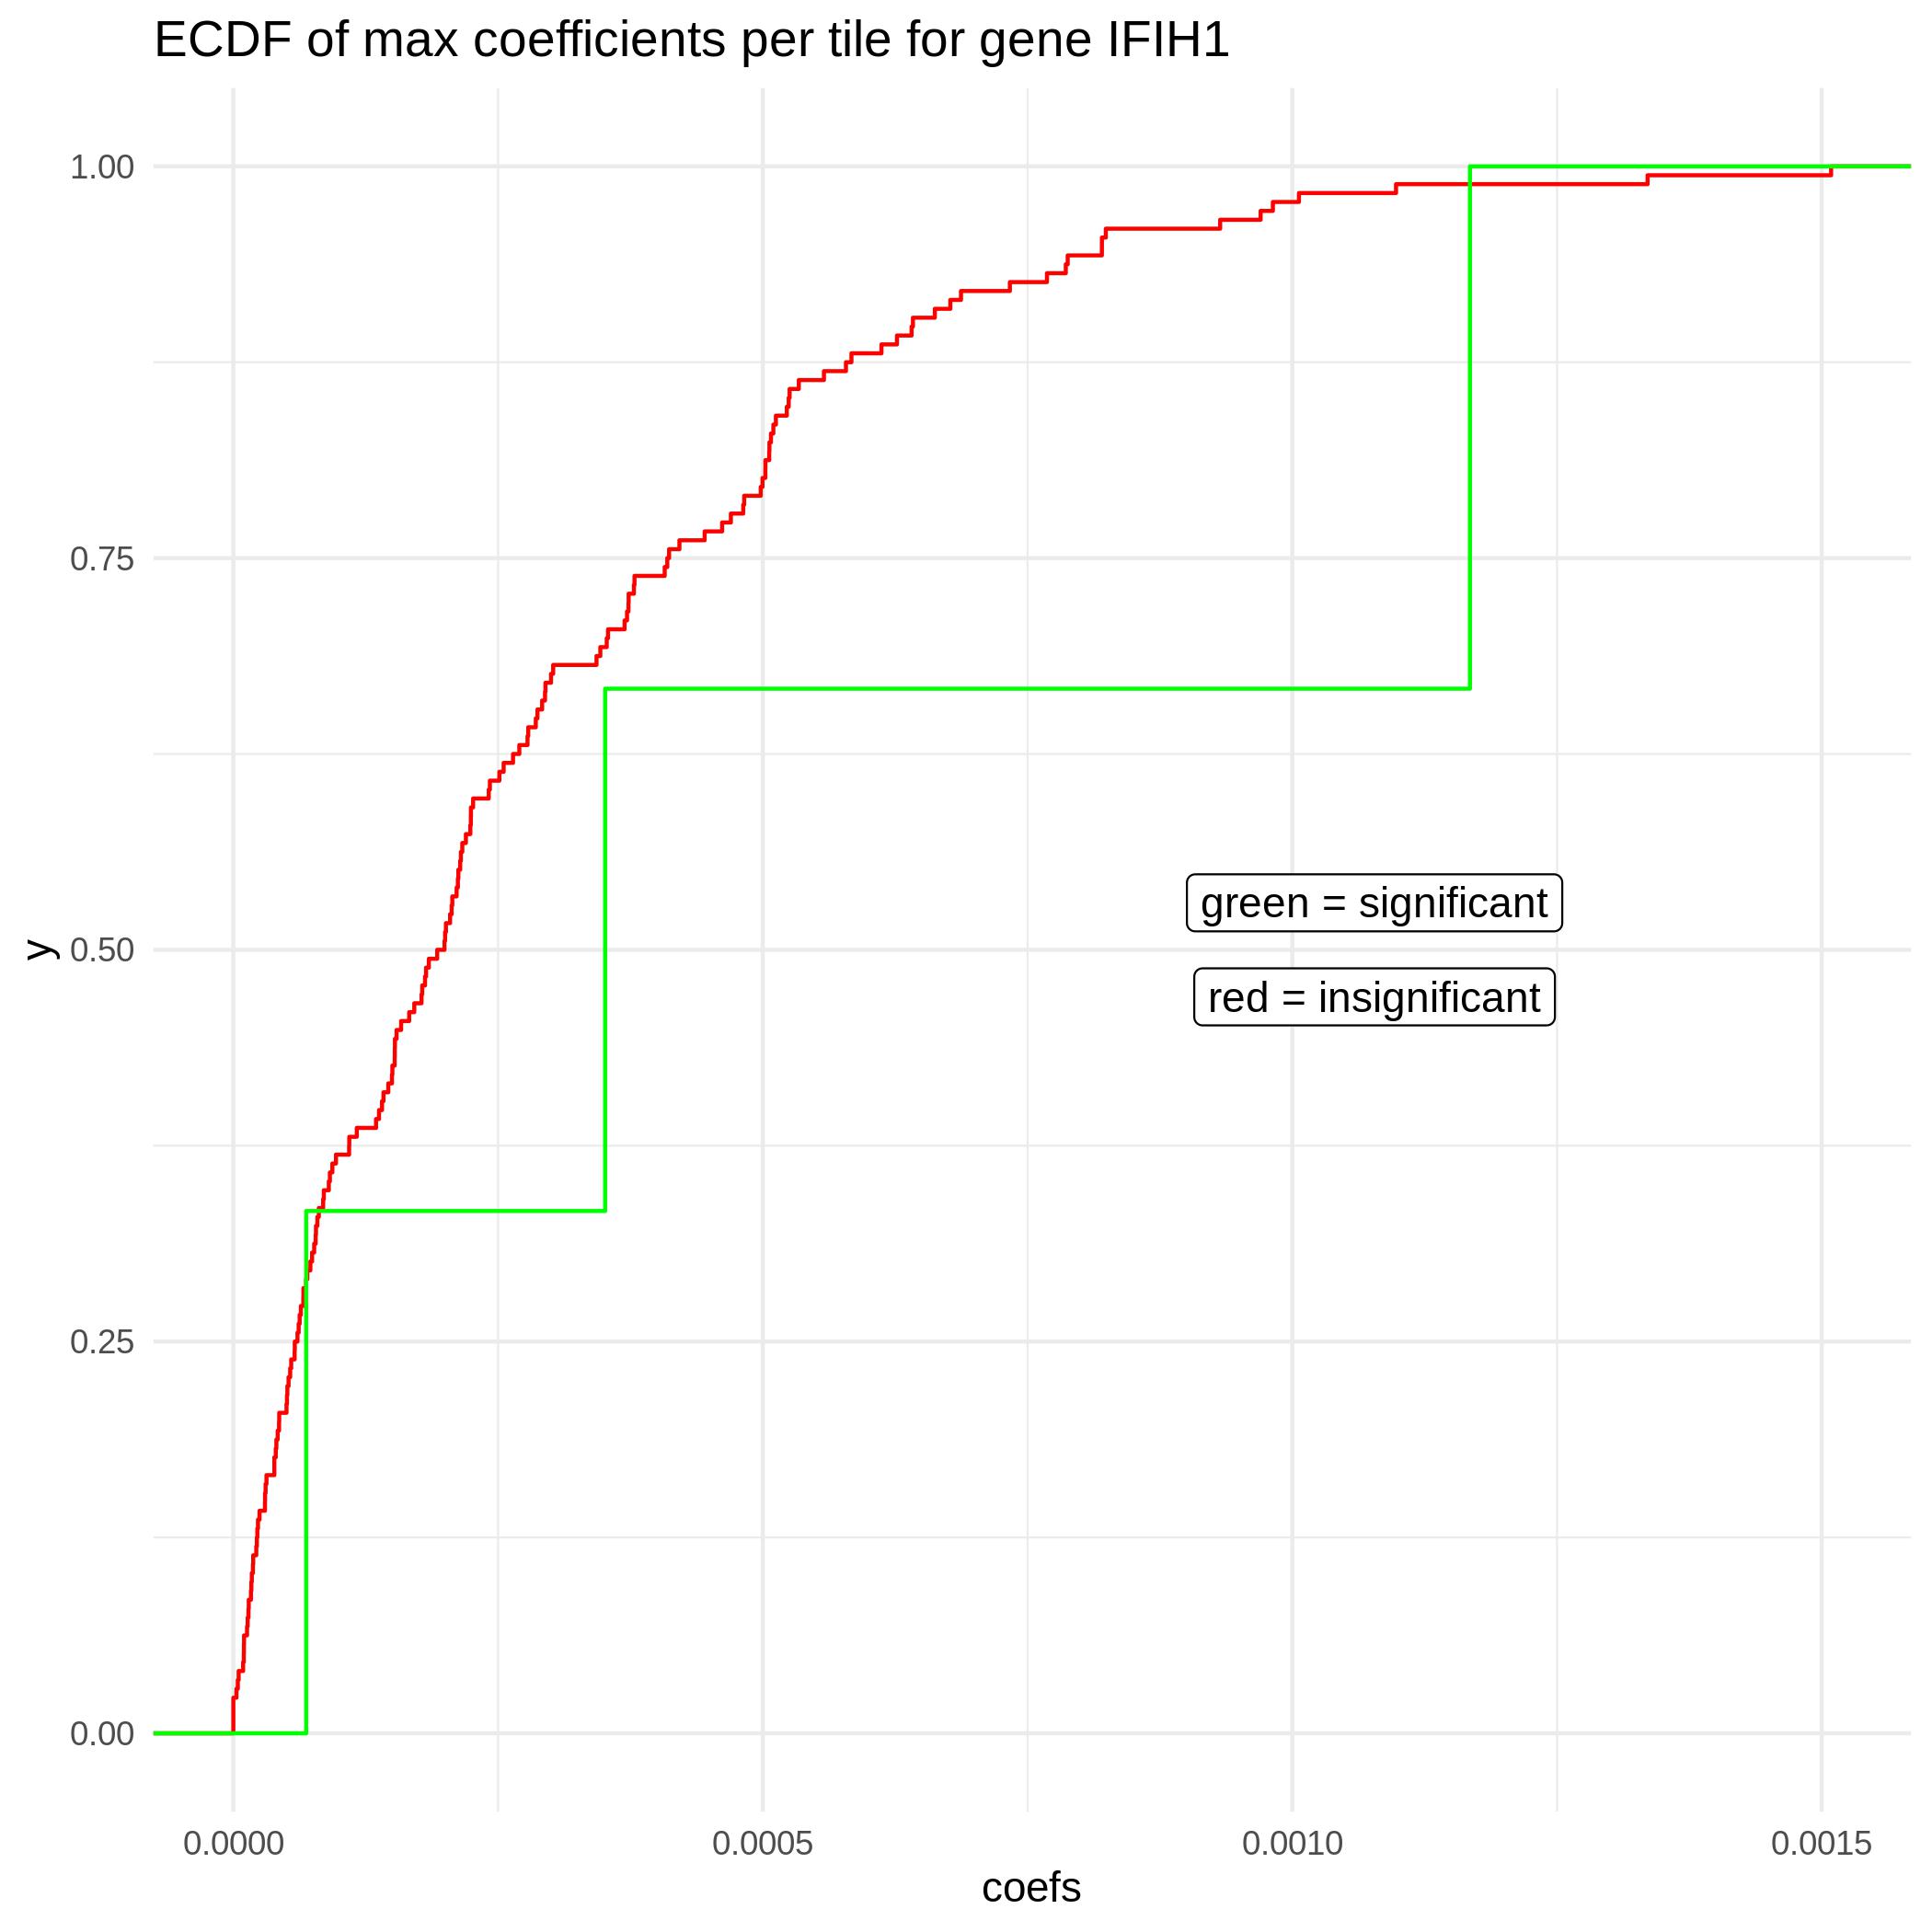 ECDF of max coefficients per tile for gene IFIH1
1.00
0.75
0.50
0.25
0.00
y
green = significant
red = insignificant
0.0000 0.0005 0.0010 0.0015
coefs